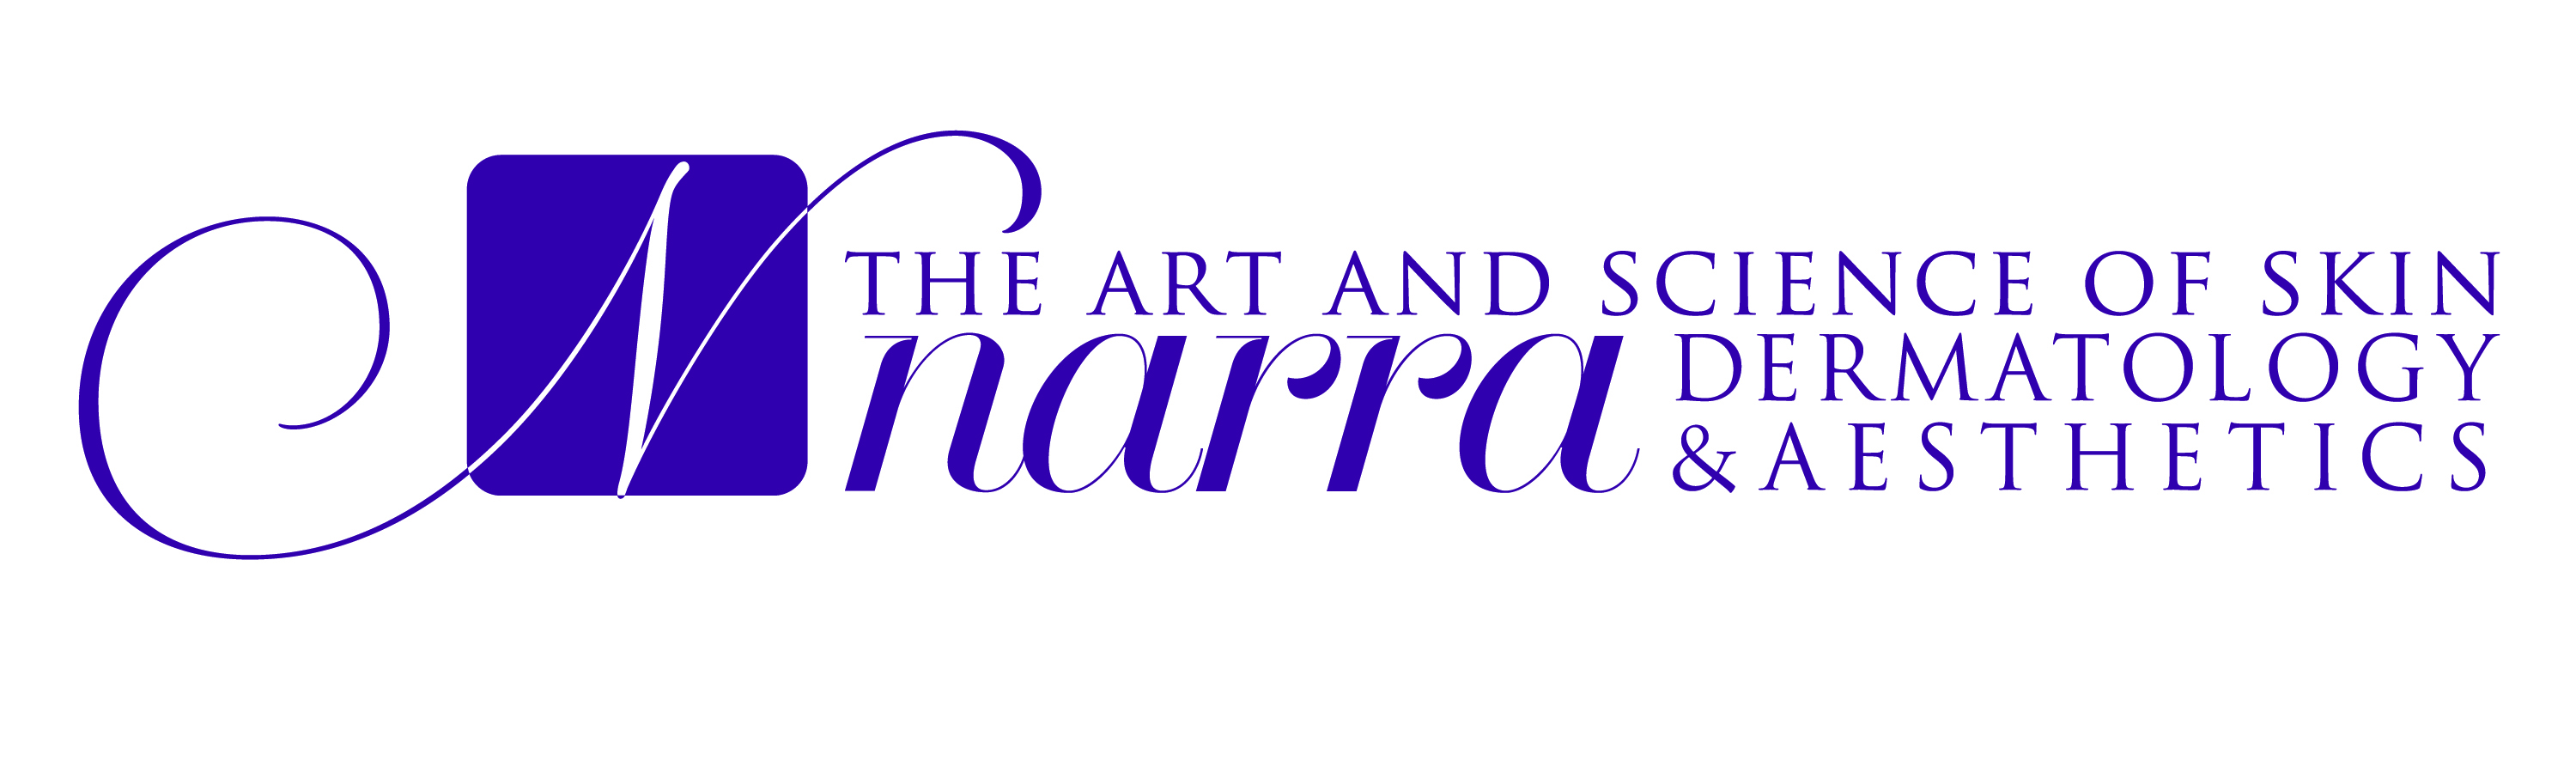 N
THE ART AND SCIENCE OF SKIN
narra DERMATOLOGY
& AESTHETICS